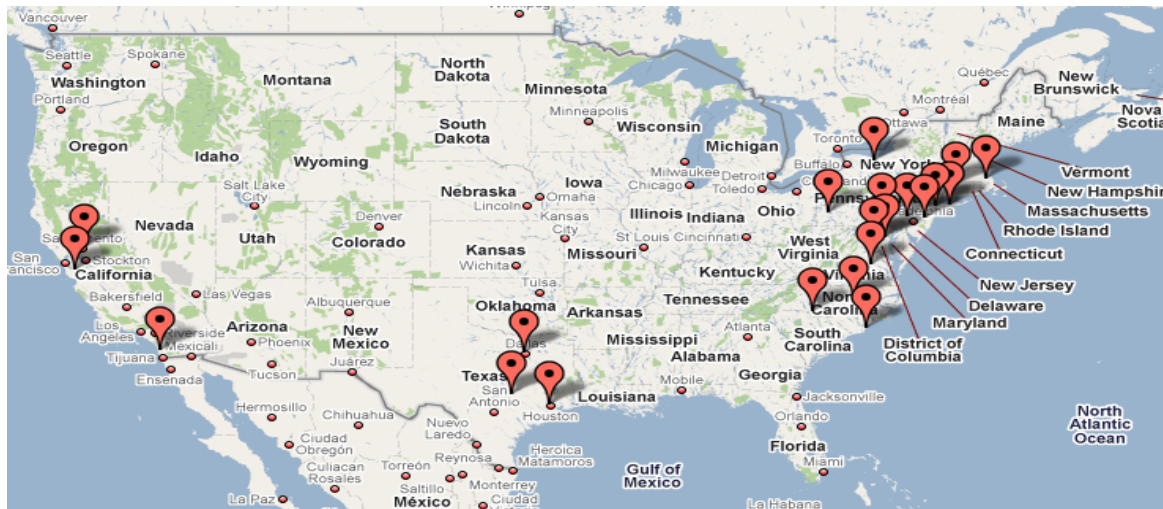 Vancouver
Winnipeg
Seattle
Spokane
Washington
Montana
North
Dakota
Minnesota
Québec
New
Brunswick
Portland
Minneapolis
Montréal
Ottawa
Maine
Nova
Scotia
Oregon
Idaho
South
Dakota
Wisconsin
Michigan
Toronto
Wyoming
Milwaukee
Detroit
Buffalo
New York
Vermont
Salt Lake
City
Nebraska
Iowa
Chicago
Toledo
New Hampshir
Lincoln
Omaha
Massachusetts
Nevada
Utah
Denver
Colorado
Kansas
City
Illinois
Indiana
Ohio
Rhode Island
San
Francisco
Stockton
California
Kansas
Missouri
St Louis
Cincinnati
West
Virginia
Connecticut
Wichita
Kentucky
New Jersey
Bakersfield
Las Vegas
Albuquerque
Tulsa
Oklahoma
Arkansas
Tennessee
North
Carolina
Delaware
Maryland
Los
Angeles
Riverside
Mexicali
Arizona
Phoenix
New
Mexico
Dallas
Mississippi
Atlanta
South
Carolina
District of
Columbia
Tijuana
Ensenada
Tucson
Juárez
Texas
Alabama
Georgia
San
Antonio
Houston
Louisiana
Mobile
Jacksonville
Hermosillo
Chihuahua
Nuevo
Laredo
Orlando
North
Atlantic
Ocean
Ciudad
Obregón
Reynosa
Heroica
Matamoros
Florida
Culiacan
Rosales
Torreón
Monterrey
Gulf of
Mexico
Miami
La Paz
Saltillo
México
Ciudad
La Habana